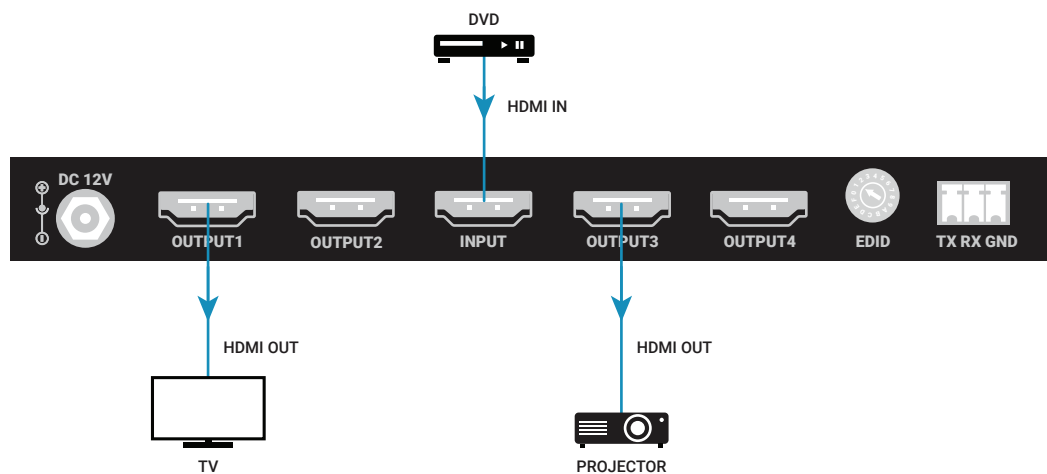 DVD
HDMI IN
DC 12V
OUTPUT1
OUTPUT2
INPUT
OUTPUT3
OUTPUT4
EDID
TX RX GND
HDMI OUT
HDMI OUT
TV
PROJECTOR